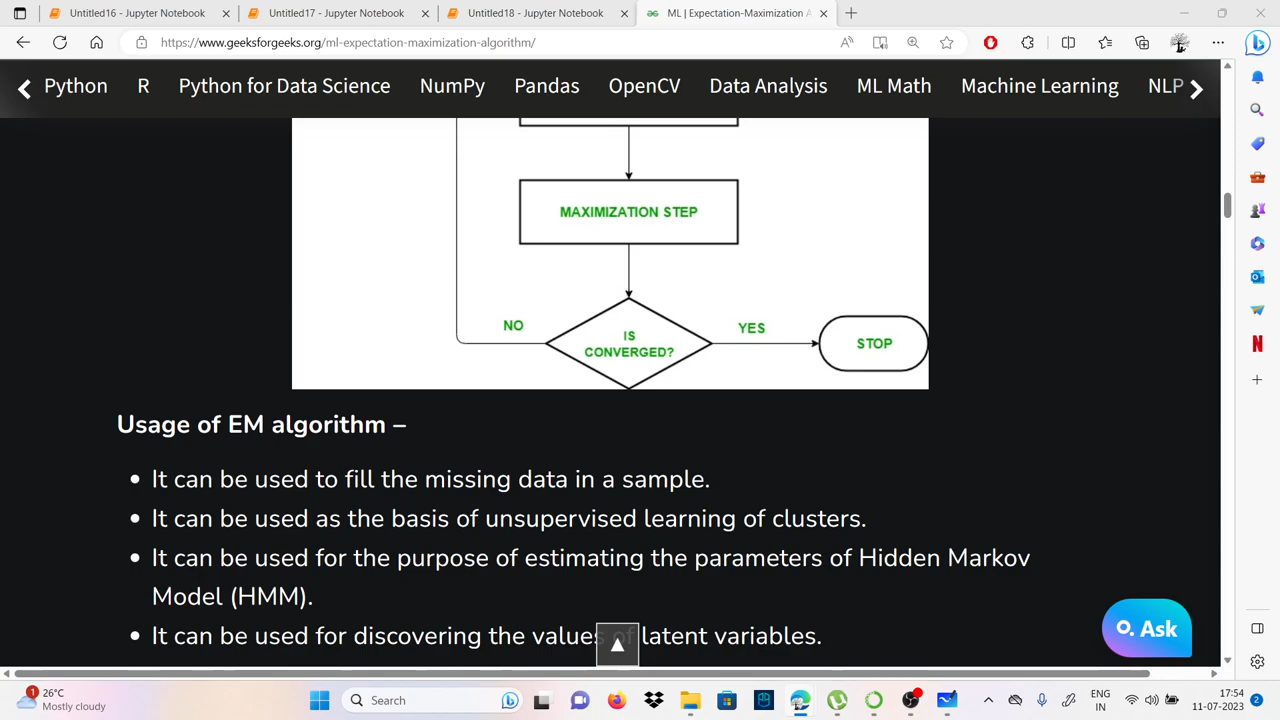 Untitled16 - Jupyter Notebook
Untitled17 - Jupyter Notebook
Untitled18 - Jupyter Notebook
ML | Expectation-Maximization A
https://www.geeksforgeeks.org/ml-expectation-maximization-algorithm/
Python R Python for Data Science NumPy Pandas OpenCV Data Analysis ML Math Machine Learning NLP
MAXIMIZATION STEP
NO
IS
CONVERGED?
YES
STOP
Usage of EM algorithm –
• It can be used to fill the missing data in a sample.
• It can be used as the basis of unsupervised learning of clusters.
• It can be used for the purpose of estimating the parameters of Hidden Markov
Model (HMM).
• It can be used for discovering the values of latent variables.
Ask
1
26°C
Mostly cloudy
Search
ENG
IN
17:54
11-07-2023
2